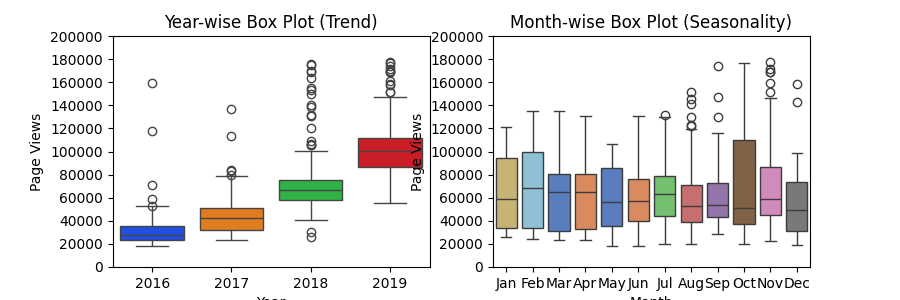 Year-wise Box Plot (Trend)
Page Views
200000
180000
160000
140000
120000
100000
80000
60000
40000
20000
0
2016 2017 2018 2019
Year
Month-wise Box Plot (Seasonality)
Page Views
200000
180000
160000
140000
120000
100000
80000
60000
40000
20000
0
Jan Feb Mar Apr May Jun Jul Aug Sep Oct Nov Dec
Month